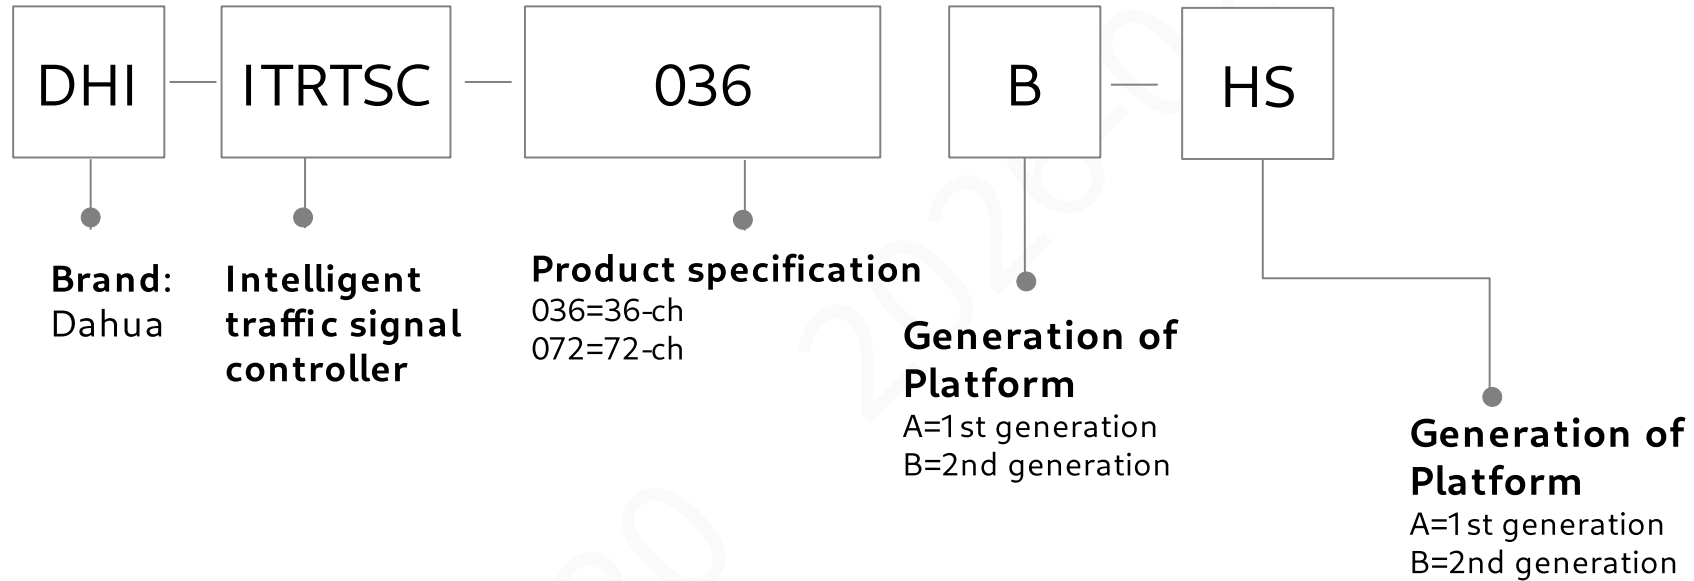 DHI — ITRTSC — 036 B — HS
Brand:
Dahua
Intelligent
traffic signal
controller
Product specification
036=36-ch
072=72-ch
Generation of
Platform
A=1st generation
B=2nd generation
Generation of
Platform
A=1st generation
B=2nd generation